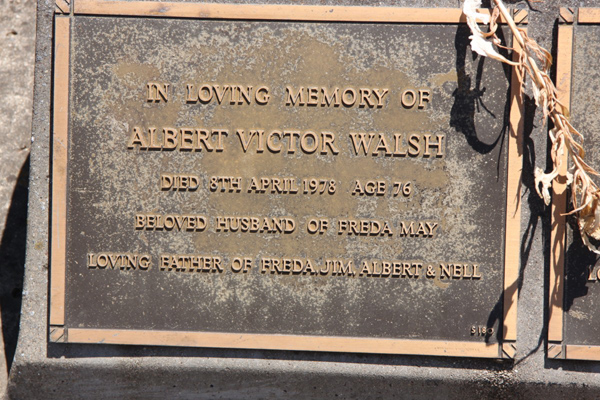 IN LOVING MEMORY OF
ALBERT VICTOR WALSH
DIED 8TH APRIL 1978 AGE 76
BELOVED HUSBAND OF FREDA MAY
LOVING FATHER OF FREDA, JIM, ALBERT & NELL